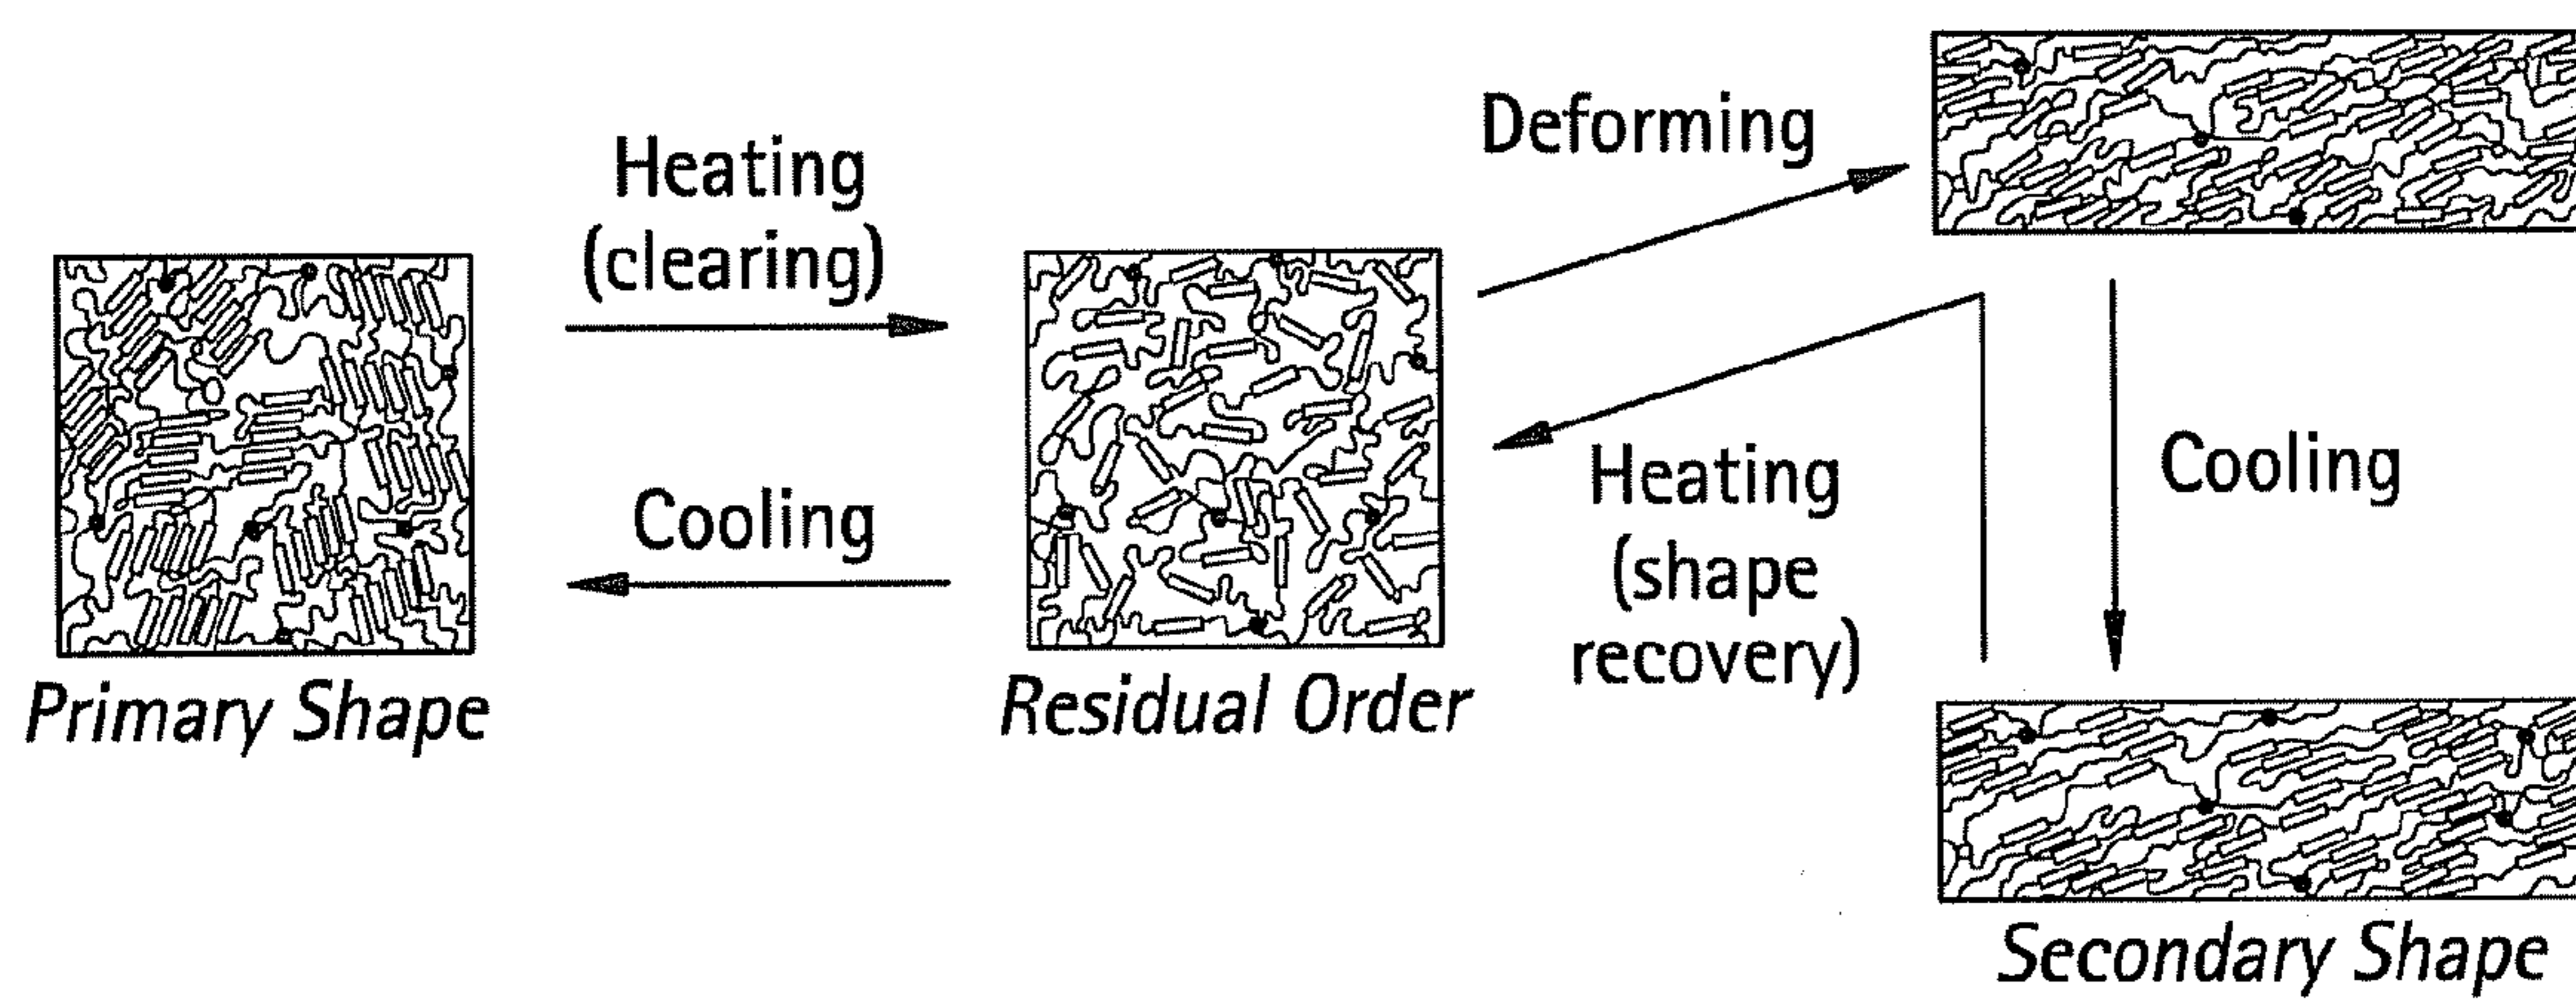 Heating
(clearing)
Cooling
Primary Shape
Residual Order
Deforming
Heating
(shape
recovery)
Cooling
Secondary Shape